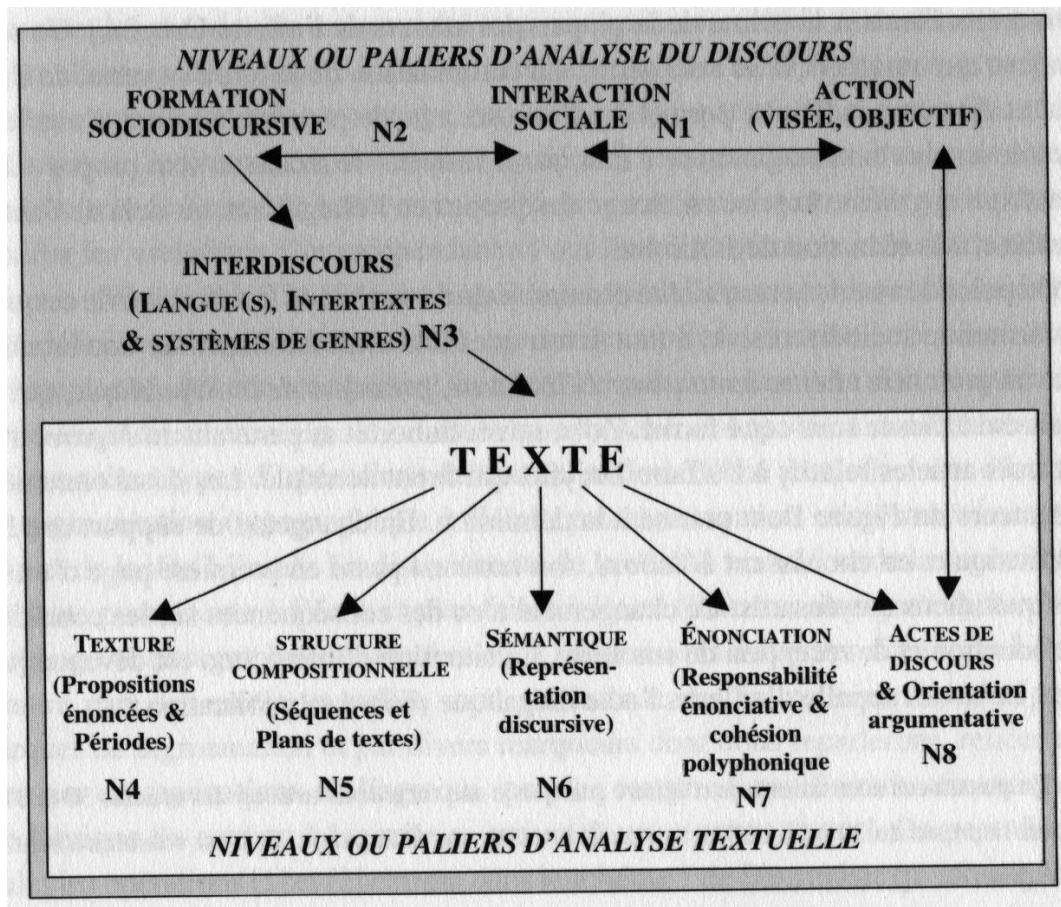 NIVEAUX OU PALIERS D'ANALYSE DU DISCOURS
FORMATION
SOCIODISCURSIVE
N2
INTERACTION
SOCIALE
N1
ACTION
(VISÉE, OBJECTIF)
INTERDISCOURS
(LANGUE(S), INTERTEXTES
& SYSTÈMES DE GENRES) N3
TEXTE
TEXTURE
(Propositions
énoncées &
Périodes)
N4
STRUCTURE
COMPOSITIONNELLE
(Séquences et
Plans de textes)
N5
SÉMANTIQUE
(Représen-
tation
discursive)
N6
ÉNONCIATION
(Responsabilité
énonciative &
cohésion
polyphonique
N7
ACTES DE
DISCOURS
& Orientation
argumentative)
N8
NIVEAUX OU PALIERS D'ANALYSE TEXTUELLE